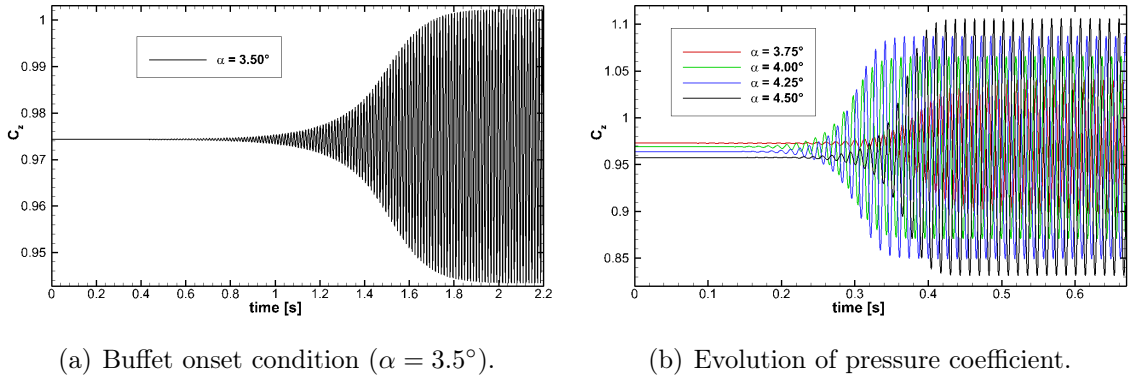 1
0.99
0.98
0.97
0.96
0.95
C_z
α = 3.50°
0 0.2 0.4 0.6 0.8 1 1.2 1.4 1.6 1.8 2 2.2
time [s]
(a) Buffet onset condition (α = 3.5°).
1.1
1.05
1
0.95
0.9
0.85
C_z
α = 3.75°
α = 4.00°
α = 4.25°
α = 4.50°
0 0.1 0.2 0.3 0.4 0.5 0.6
time [s]
(b) Evolution of pressure coefficient.